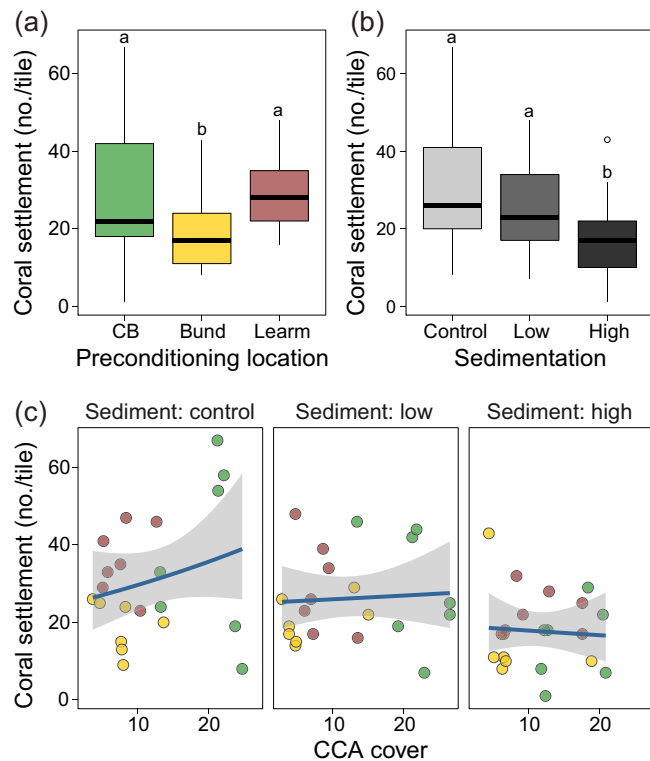 (a)
Coral settlement (no./tile)
60
40
20
0
a
b
a
CB Bund Learm
Preconditioning location
(b)
Coral settlement (no./tile)
60
40
20
0
a
a
b
Control Low High
Sedimentation
(c)
Sediment: control Sediment: low Sediment: high
Coral settlement (no./tile)
60
40
20
0
10 20 10 20 10 20
CCA cover